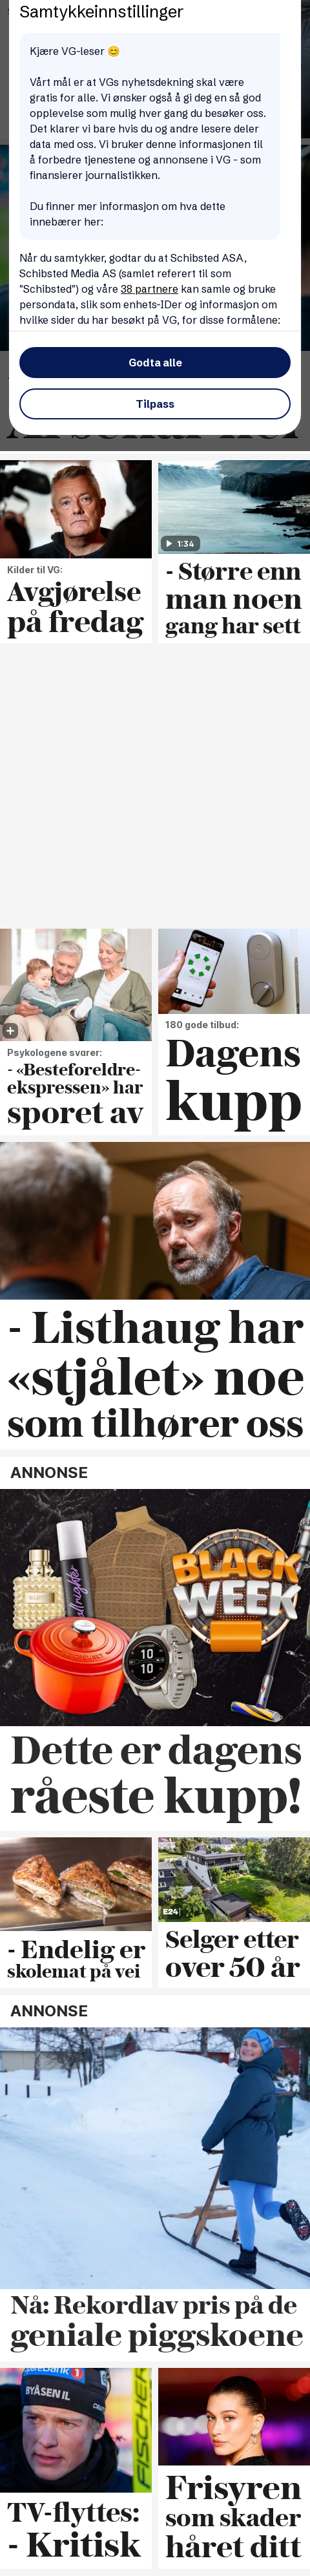 Samtykkeinnstillinger
Kjære VG-leser 😊
Vårt mål er at VGs nyhetsdekning skal være
gratis for alle. Vi ønsker også å gi deg en så god
opplevelse som mulig hver gang du besøker oss.
Det klarer vi bare hvis du og andre lesere deler
data med oss. Vi bruker denne informasjonen til
å forbedre tjenestene og annonsene i VG - som
finansierer journalistikken.
Du finner mer informasjon om hva dette
innebærer her:
Når du samtykker, godtar du at Schibsted ASA,
Schibsted Media AS (samlet referert til som
"Schibsted") og våre 38 partnere kan samle og bruke
persondata, slik som enhets-IDer og informasjon om
hvilke sider du har besøkt på VG, for disse formålene:
Godta alle
Tilpass
1:34
Kilder til VG:
Avgjørelse
på fredag
- Større enn
man noen
gang har sett
Psykologene svarer:
- «Besteforeldre-
ekspressen» har
sporet av
180 gode tilbud:
Dagens
kupp
- Listhaug har
«stjålet» noe
som tilhører oss
ANNONSE
BLACK
WEEK
10
10
Dette er dagens
råeste kupp!
- Endelig er
skolemat på vei
E24
Selger etter
over 50 år
ANNONSE
Nå: Rekordlav pris på de
geniale piggskoene
BYÅSEN IL
FISCHER
TV-flyttes:
- Kritisk
Frisyren
som skader
håret ditt